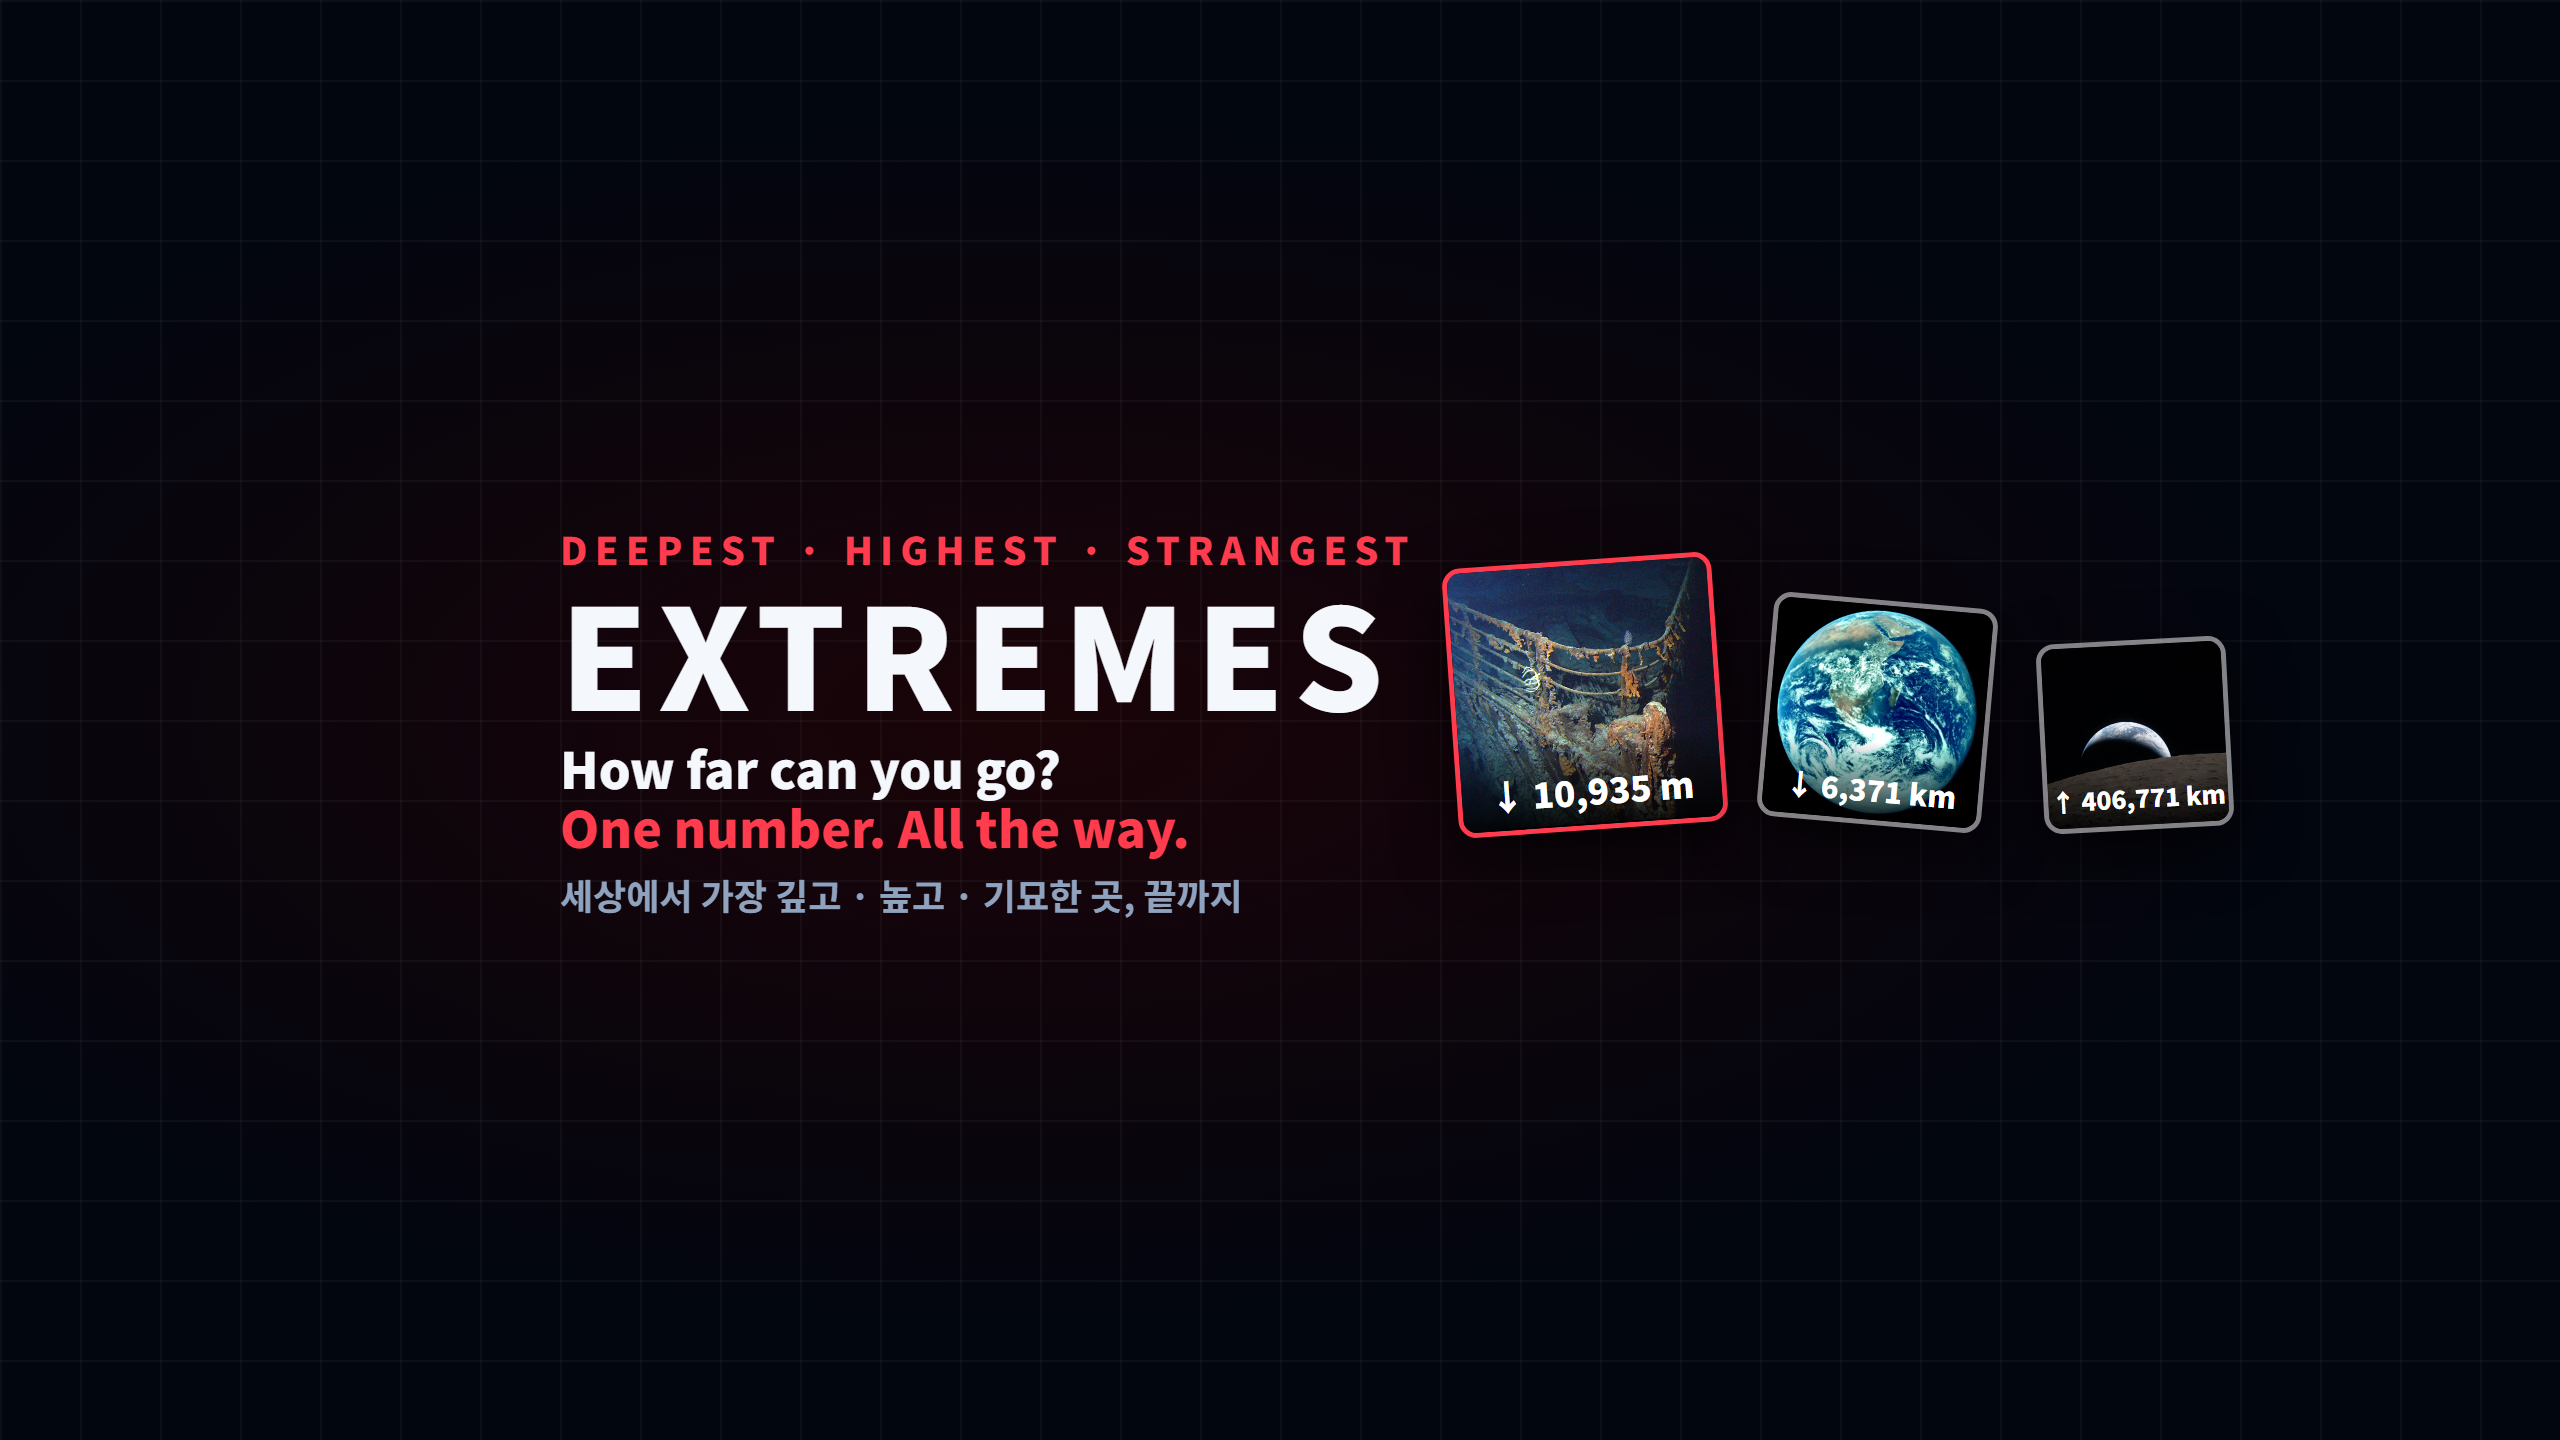 DEEPEST · HIGHEST · STRANGEST
EXTREMES
How far can you go?
One number. All the way.
세상에서 가장 깊고 · 높고 · 기묘한 곳, 끝까지
↓ 10,935 m
↓ 6,371 km
↑ 406,771 km